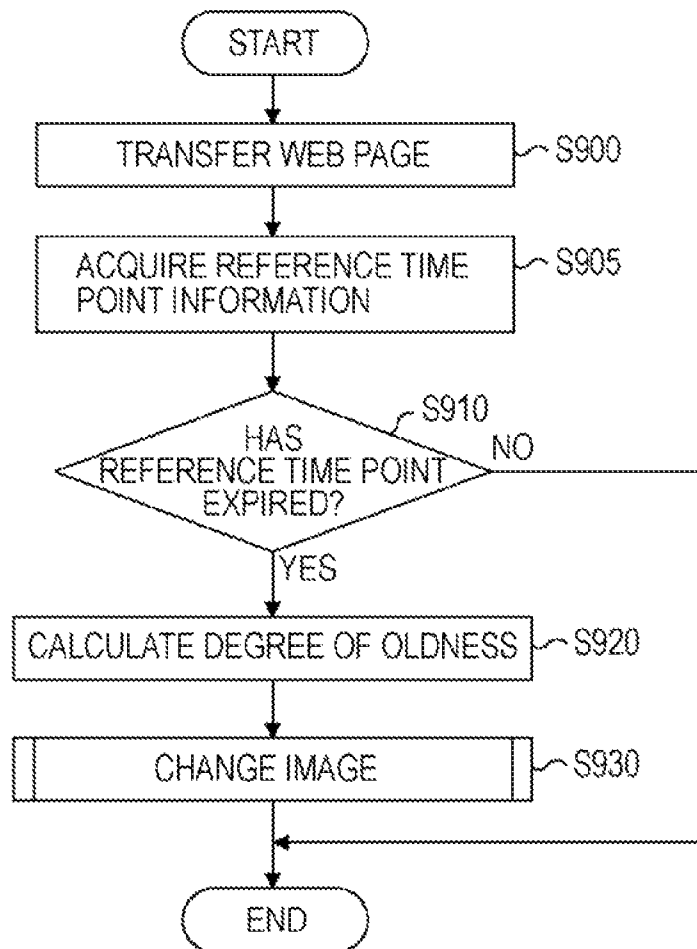 START
TRANSFER WEB PAGE
S900
ACQUIRE REFERENCE TIME
POINT INFORMATION
S905
S910
HAS
REFERENCE TIME POINT
EXPIRED?
NO
YES
CALCULATE DEGREE OF OLDNESS
S920
CHANGE IMAGE
S930
END